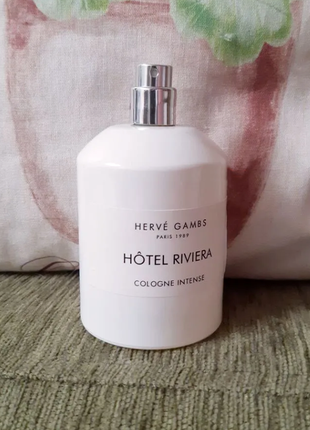 HERVÉ GAMBS
PARIS 1989
HÔTEL RIVIERA
COLOGNE INTENSE